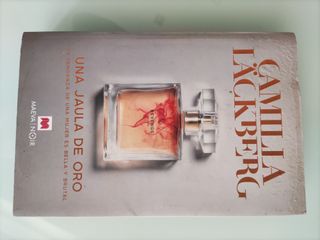 CAMILLA
LÄCKBERG
UNA JAULA DE ORO
LA VENGANZA DE UNA MUJER ES BELLA Y BRUTAL
MAEVA NOIR